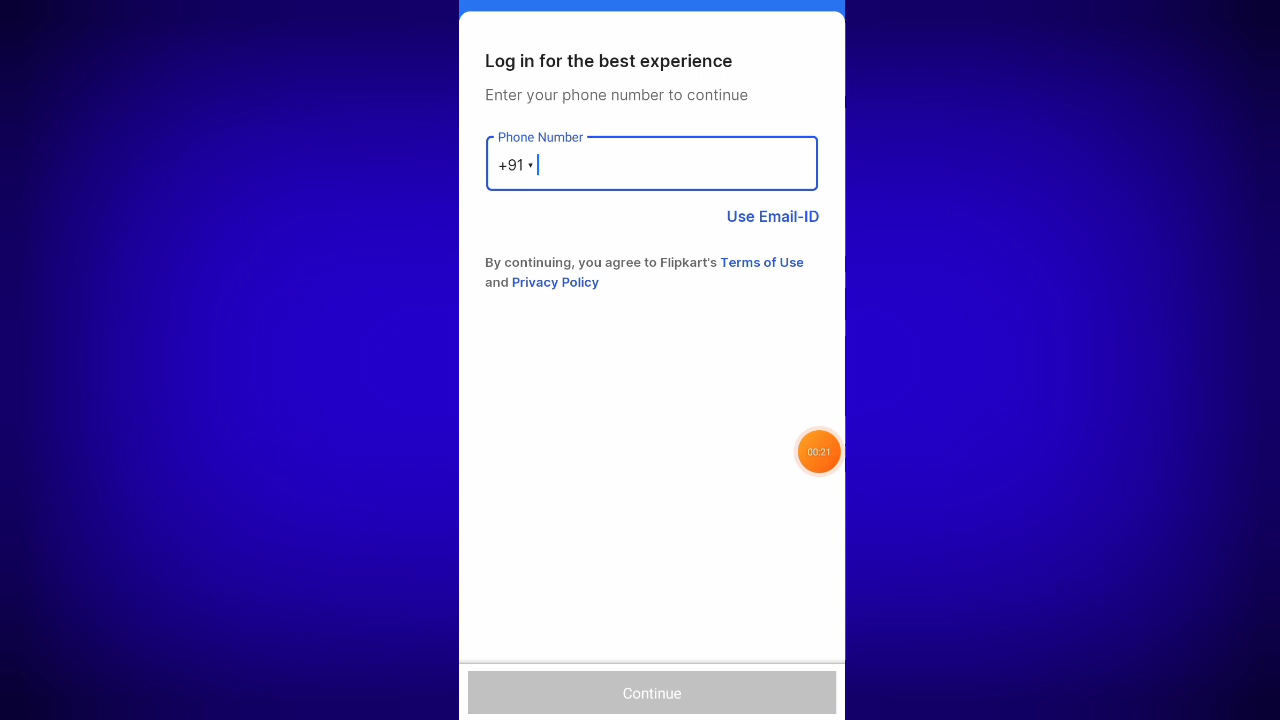 Log in for the best experience
Enter your phone number to continue
Phone Number
+91
Use Email-ID
By continuing, you agree to Flipkart's Terms of Use
and Privacy Policy
00:21
Continue